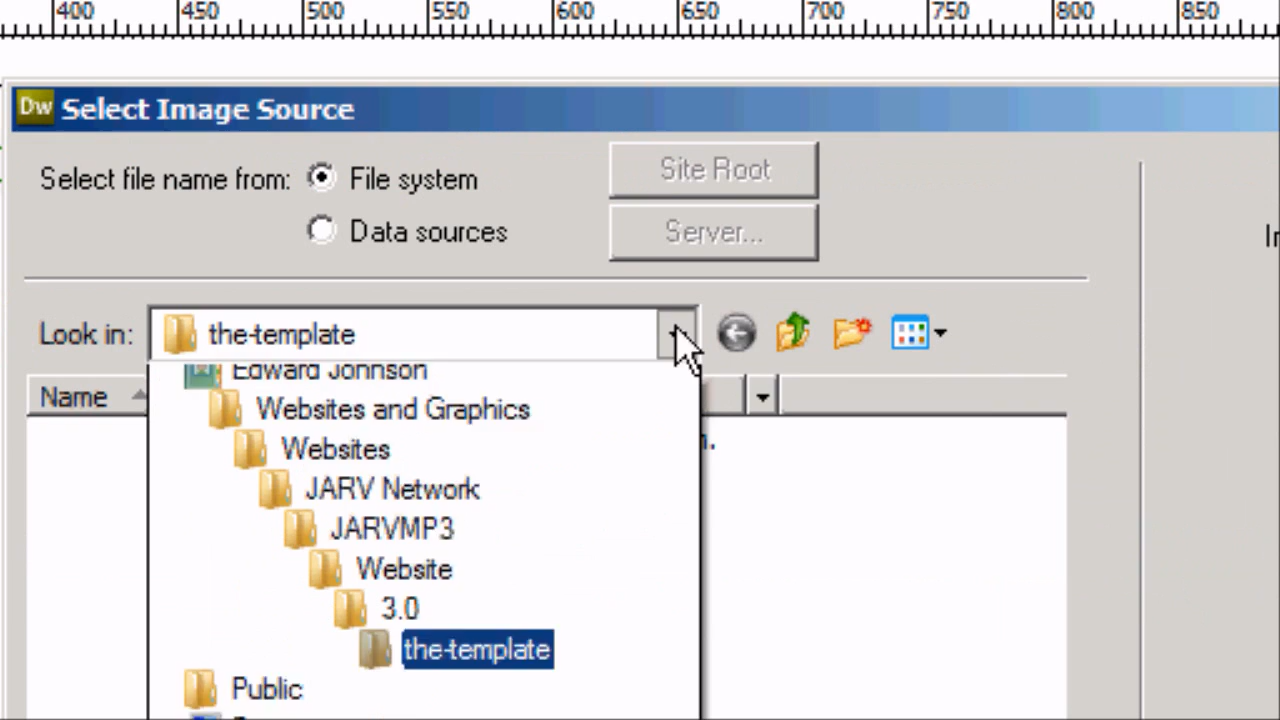 400 450 500 550 600 650 700 750 800 850
Dw Select Image Source
Select file name from: File system Site Root
Data sources Server...
Look in: the-template
Edward Johnson
Name
Websites and Graphics
Websites
JARV Network
JARVMP3
Website
3.0
the-template
Public